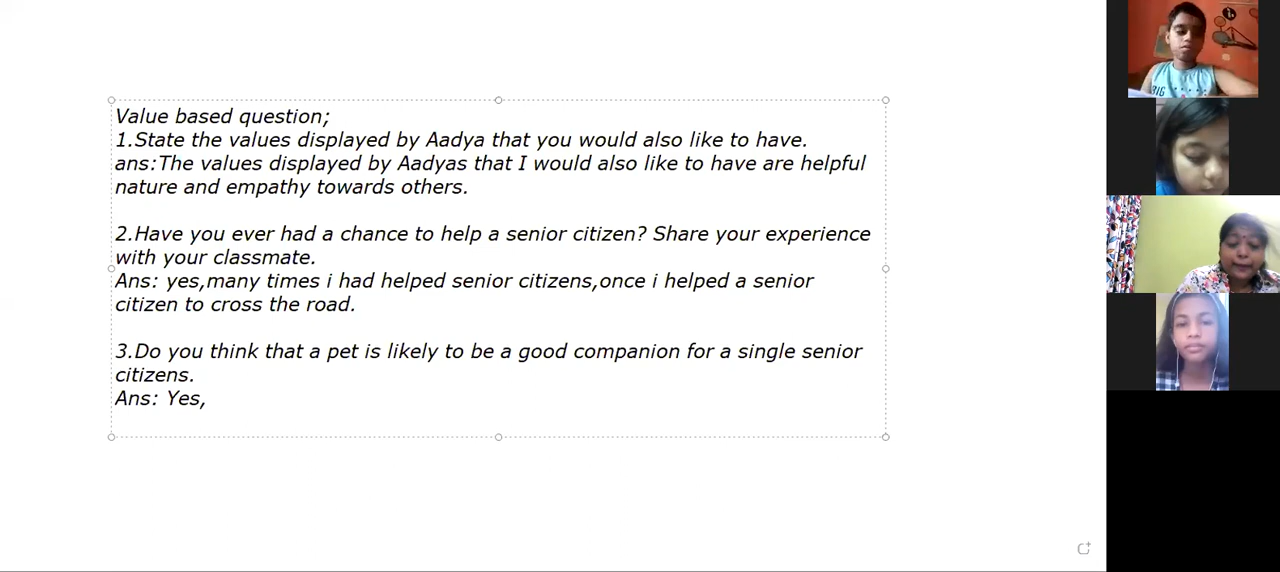 Value based question;
1.State the values displayed by Aadya that you would also like to have.
ans:The values displayed by Aadyas that I would also like to have are helpful
nature and empathy towards others.
2.Have you ever had a chance to help a senior citizen? Share your experience
with your classmate.
Ans: yes,many times i had helped senior citizens,once i helped a senior
citizen to cross the road.
3.Do you think that a pet is likely to be a good companion for a single senior
citizens.
Ans: Yes,